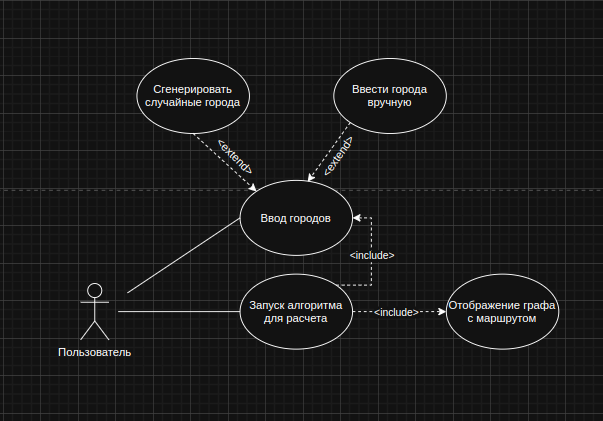 Сгенерировать
случайные города
Ввести города
вручную
<extend>
<extend>
Ввод городов
<include>
Запуск алгоритма
для расчета
<include>
Отображение графа
с маршрутом
Пользователь